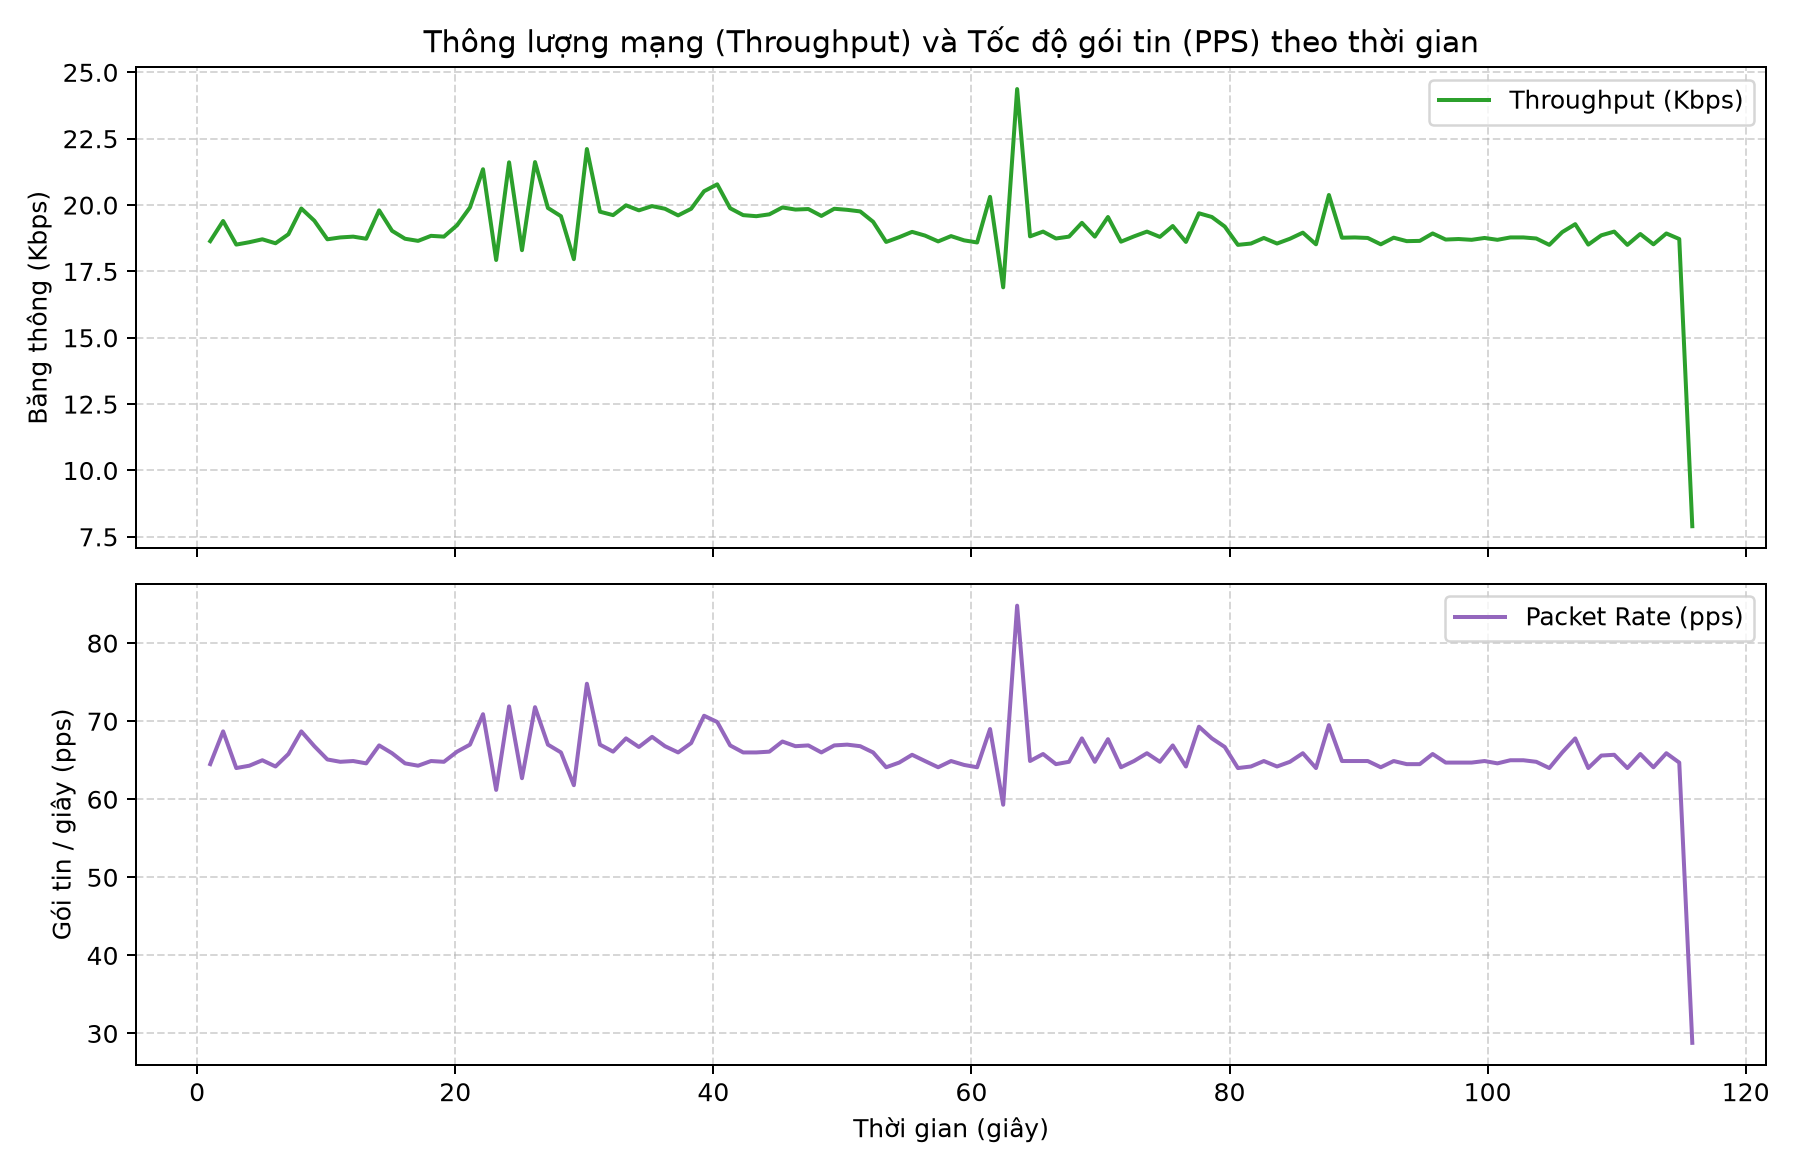 Thông lượng mạng (Throughput) và Tốc độ gói tin (PPS) theo thời gian
25.0
22.5
20.0
17.5
15.0
12.5
10.0
7.5
Băng thông (Kbps)
Throughput (Kbps)
80
70
60
50
40
30
Gói tin / giây (pps)
Packet Rate (pps)
0 20 40 60 80 100 120
Thời gian (giây)